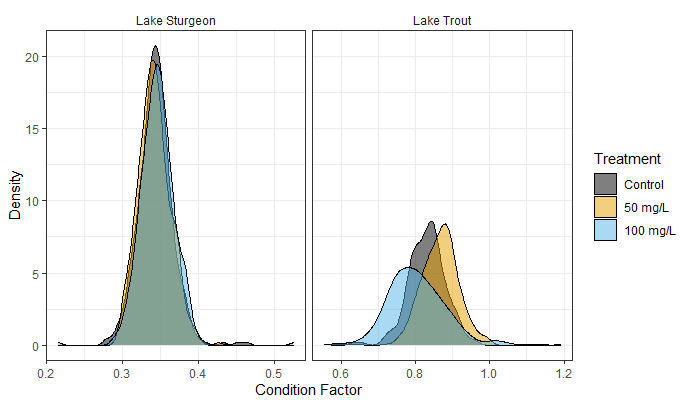 Lake Sturgeon Lake Trout
20
15
10
5
0
Density
0.2 0.3 0.4 0.5 0.6 0.8 1.0 1.2
Condition Factor
Treatment
Control
50 mg/L
100 mg/L